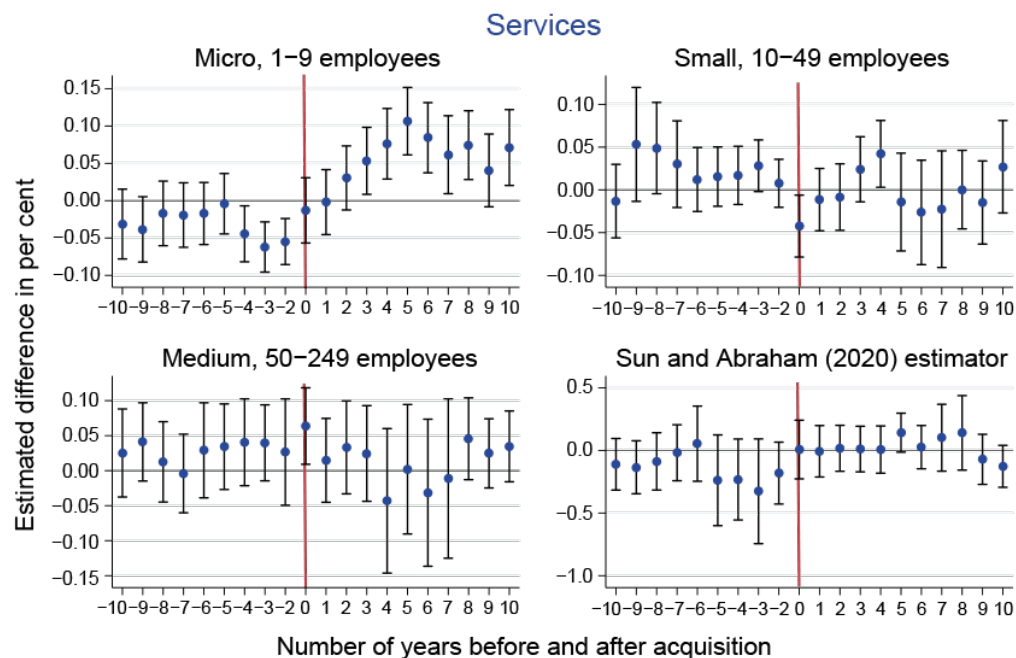 Services
Micro, 1–9 employees
0.15
0.10
0.05
0.00
−0.05
−0.10
−10 −9 −8 −7 −6 −5 −4 −3 −2 0 1 2 3 4 5 6 7 8 9 10
Small, 10–49 employees
0.10
0.05
0.00
−0.05
−0.10
−10 −9 −8 −7 −6 −5 −4 −3 −2 0 1 2 3 4 5 6 7 8 9 10
Medium, 50–249 employees
0.10
0.05
0.00
−0.05
−0.10
−0.15
−10 −9 −8 −7 −6 −5 −4 −3 −2 0 1 2 3 4 5 6 7 8 9 10
Sun and Abraham (2020) estimator
0.5
0.0
−0.5
−1.0
−10 −9 −8 −7 −6 −5 −4 −3 −2 0 1 2 3 4 5 6 7 8 9 10
Estimated difference in per cent
Number of years before and after acquisition